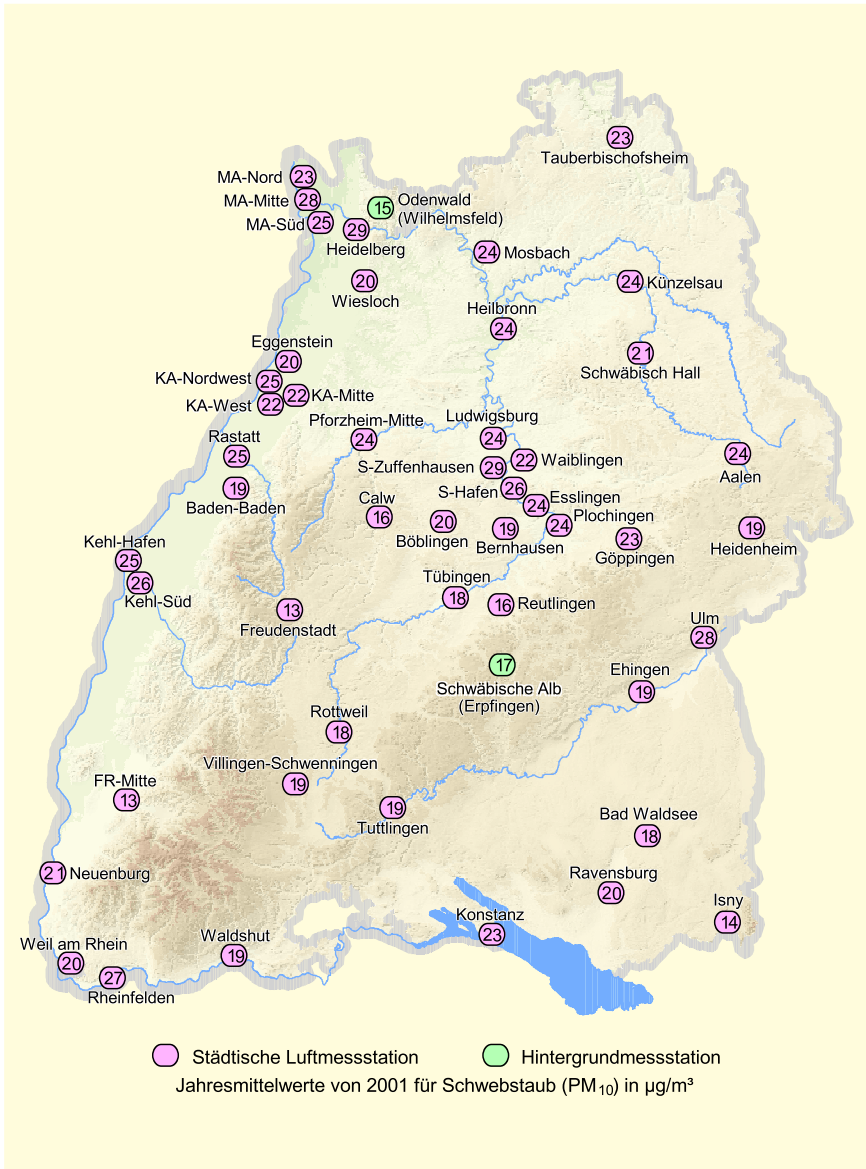 23
Tauberbischofsheim
MA-Nord 23
MA-Mitte 28
MA-Süd 25
15 Odenwald
(Wilhelmsfeld)
29
Heidelberg
24 Mosbach
20
Wiesloch
24 Künzelsau
Heilbronn
24
21
Schwäbisch Hall
Eggenstein
20
KA-Nordwest 25
22 KA-Mitte
KA-West 22
Pforzheim-Mitte
24
Ludwigsburg
24
Rastatt
25
S-Zuffenhausen 29
22 Waiblingen
24
Aalen
19
Baden-Baden
S-Hafen 26
Calw
16
20
Böblingen
Esslingen
24
Plochingen
24
19
Bernhausen
23
Göppingen
19
Heidenheim
Kehl-Hafen
25
26
Kehl-Süd
Tübingen
18
16 Reutlingen
13
Freudenstadt
Ulm
28
17
Schwäbische Alb
(Erpfingen)
Ehingen
19
Rottweil
18
Villingen-Schwenningen
19
FR-Mitte
13
19
Tuttlingen
Bad Waldsee
18
21 Neuenburg
Ravensburg
20
Isny
14
Konstanz
23
Weil am Rhein
20
Waldshut
19
27
Rheinfelden
Städtische Luftmessstation Hintergrundmessstation
Jahresmittelwerte von 2001 für Schwebstaub (PM10) in µg/m³